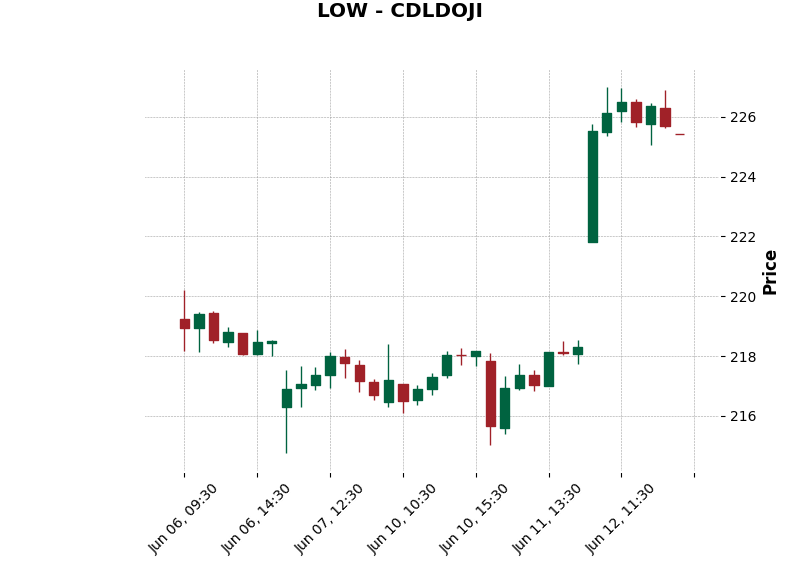 LOW - CDLDOJI
226
224
222
220
218
216
Price
Jun 06, 09:30
Jun 06, 14:30
Jun 07, 12:30
Jun 10, 10:30
Jun 10, 15:30
Jun 11, 13:30
Jun 12, 11:30